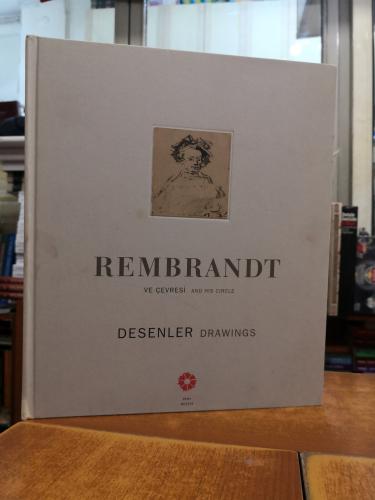 REMBRANDT
VE ÇEVRESİ AND HIS CIRCLE
DESENLER DRAWINGS